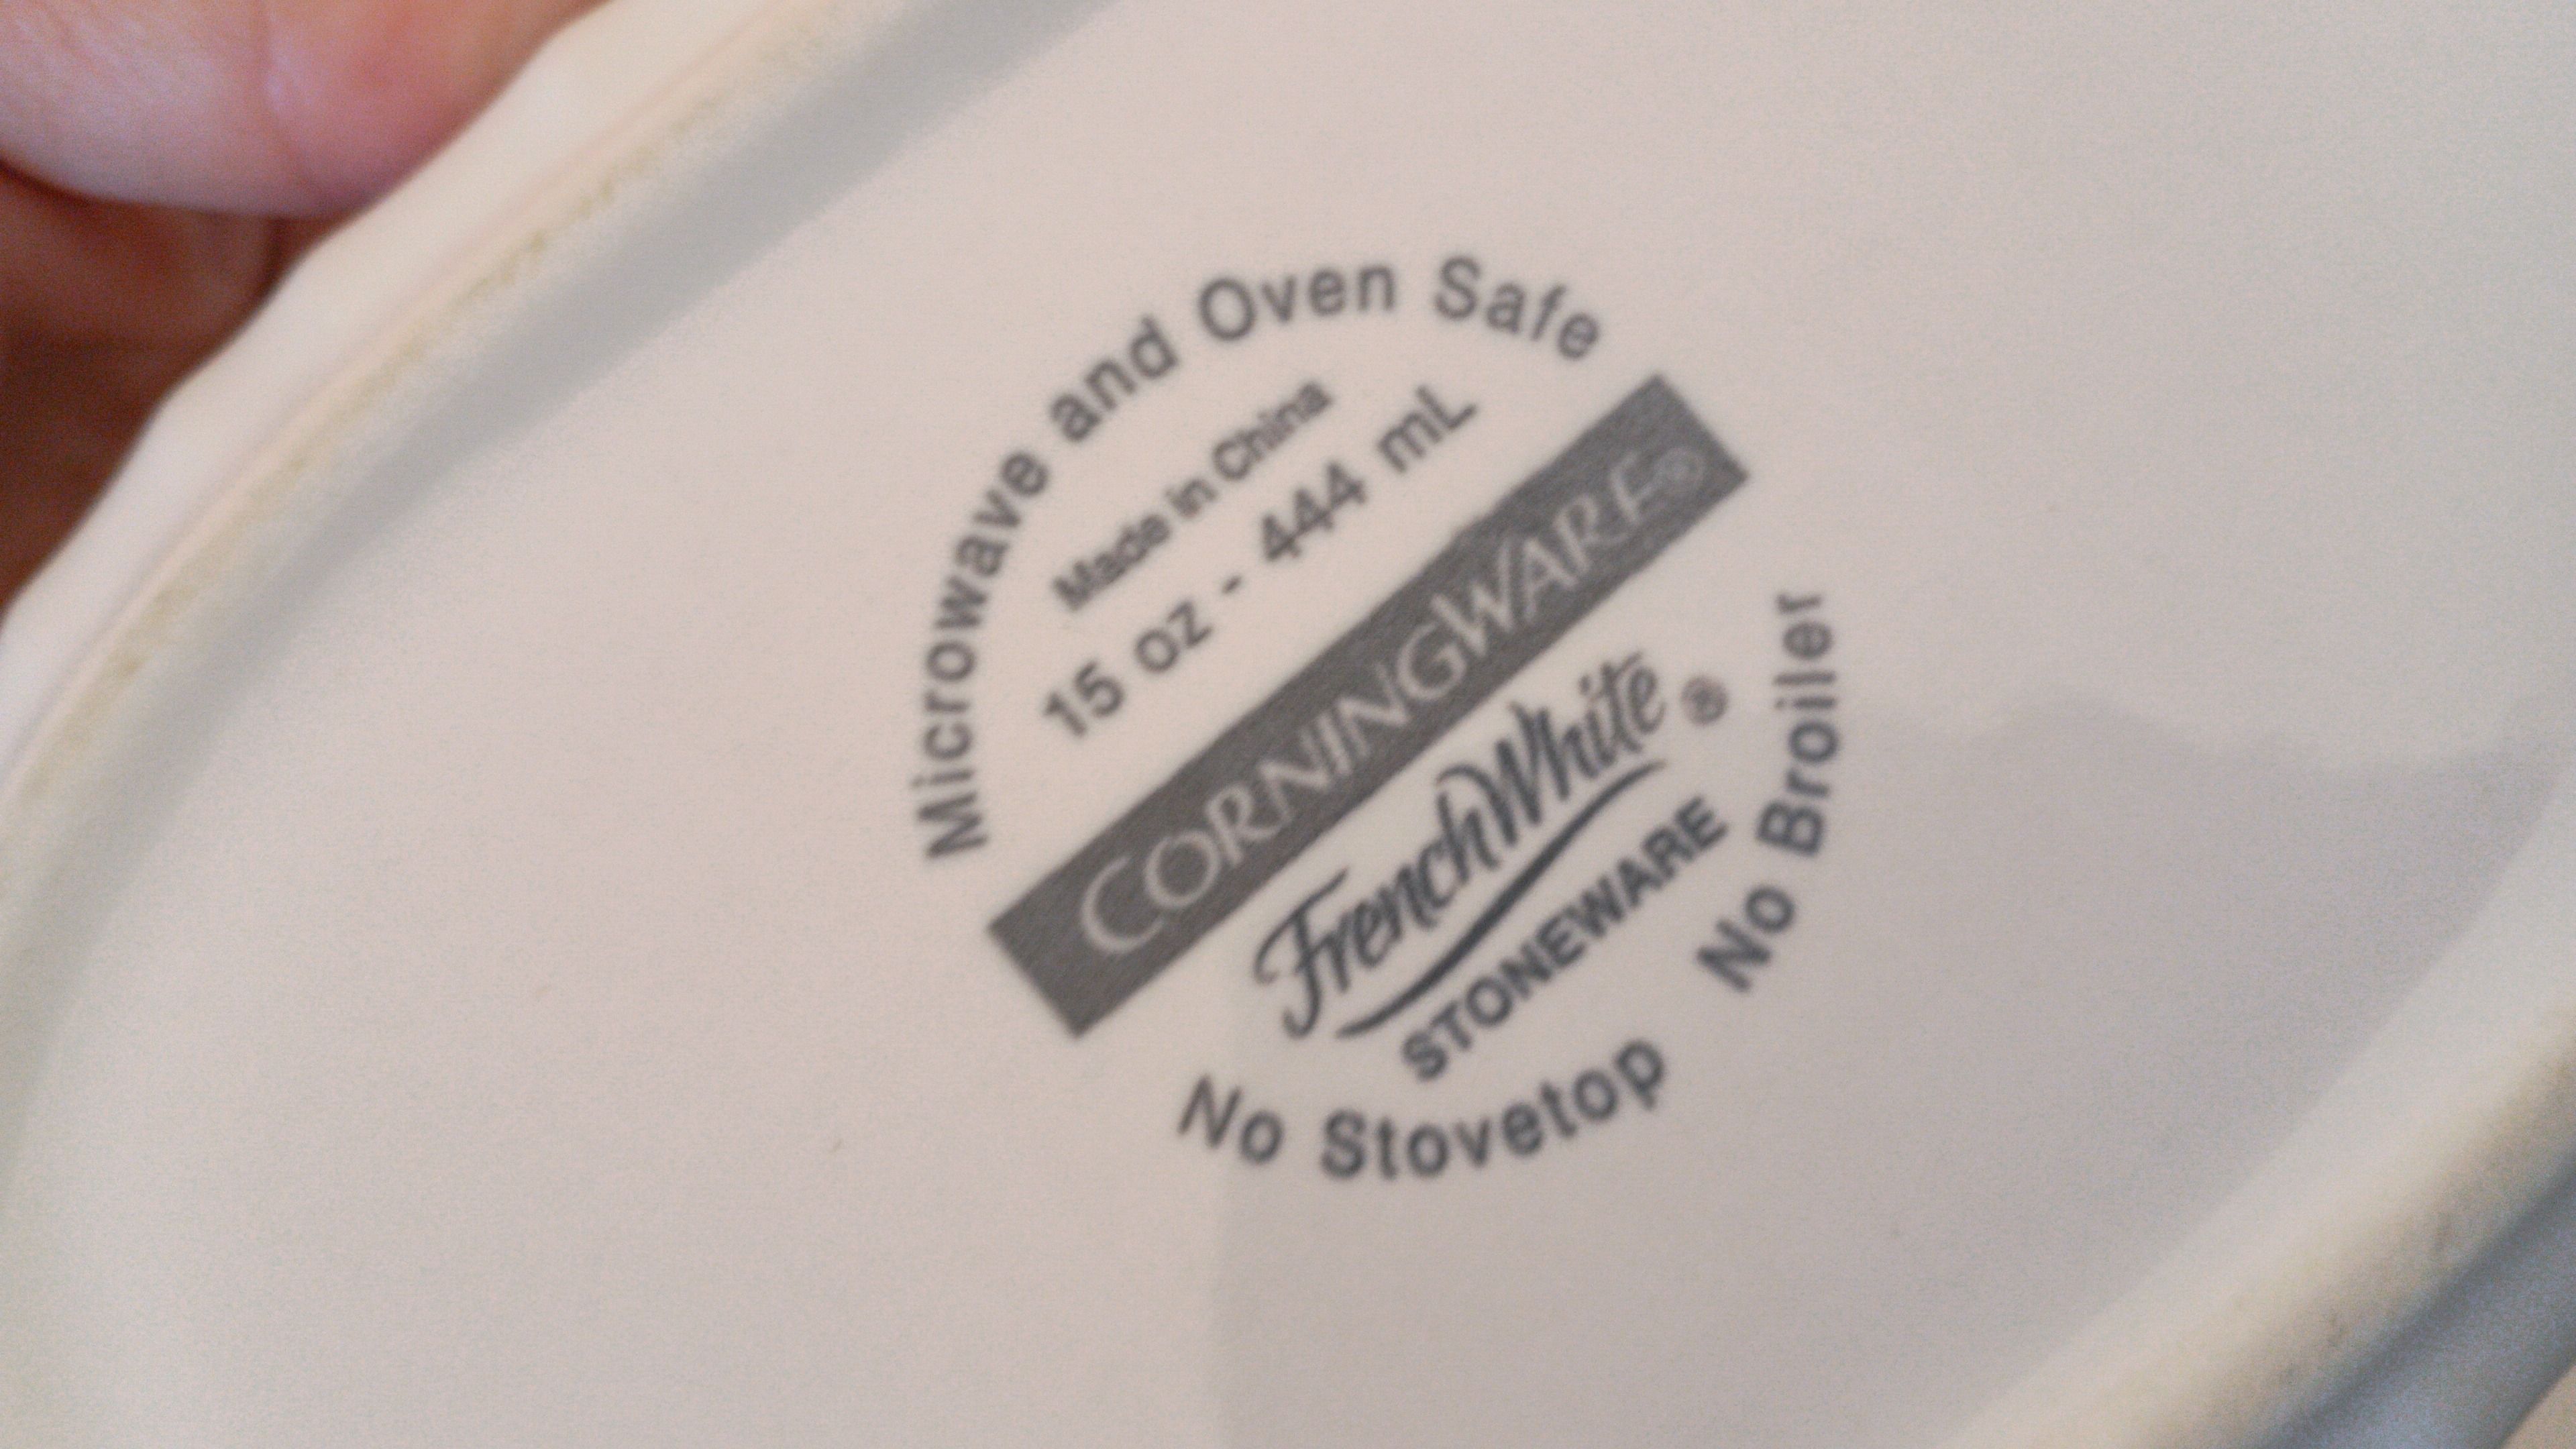 Microwave and Oven Safe
Made in China
15 oz - 444 mL
CORNINGWARE®
FrenchWhite®
STONEWARE
No Stovetop No Broiler